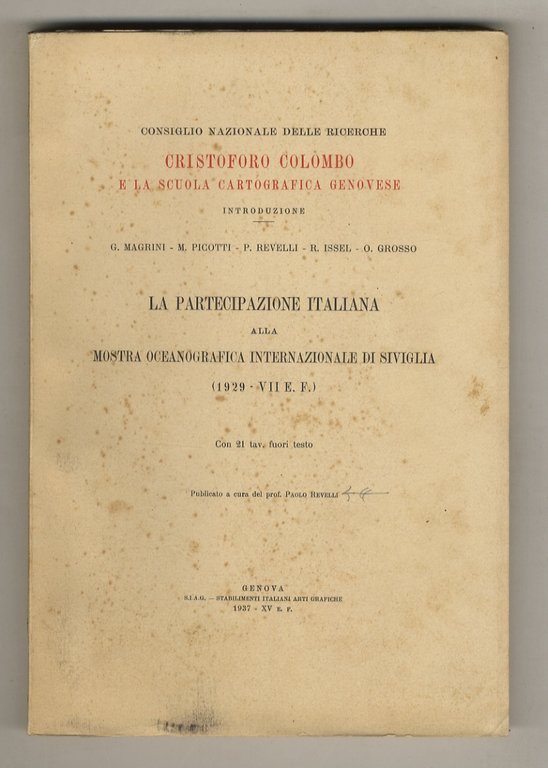 CONSIGLIO NAZIONALE DELLE RICERCHE
CRISTOFORO COLOMBO
E LA SCUOLA CARTOGRAFICA GENOVESE
INTRODUZIONE
G. MAGRINI - M. PICOTTI - P. REVELLI - R. ISSEL - O. GROSSO
LA PARTECIPAZIONE ITALIANA
ALLA
MOSTRA OCEANOGRAFICA INTERNAZIONALE DI SIVIGLIA
(1929 - VII E. F.)
Con 21 tav. fuori testo
Publicato a cura del prof. PAOLO REVELLI
GENOVA
S.I.A.G. — STABILIMENTI ITALIANI ARTI GRAFICHE
1937 - XV E. F.